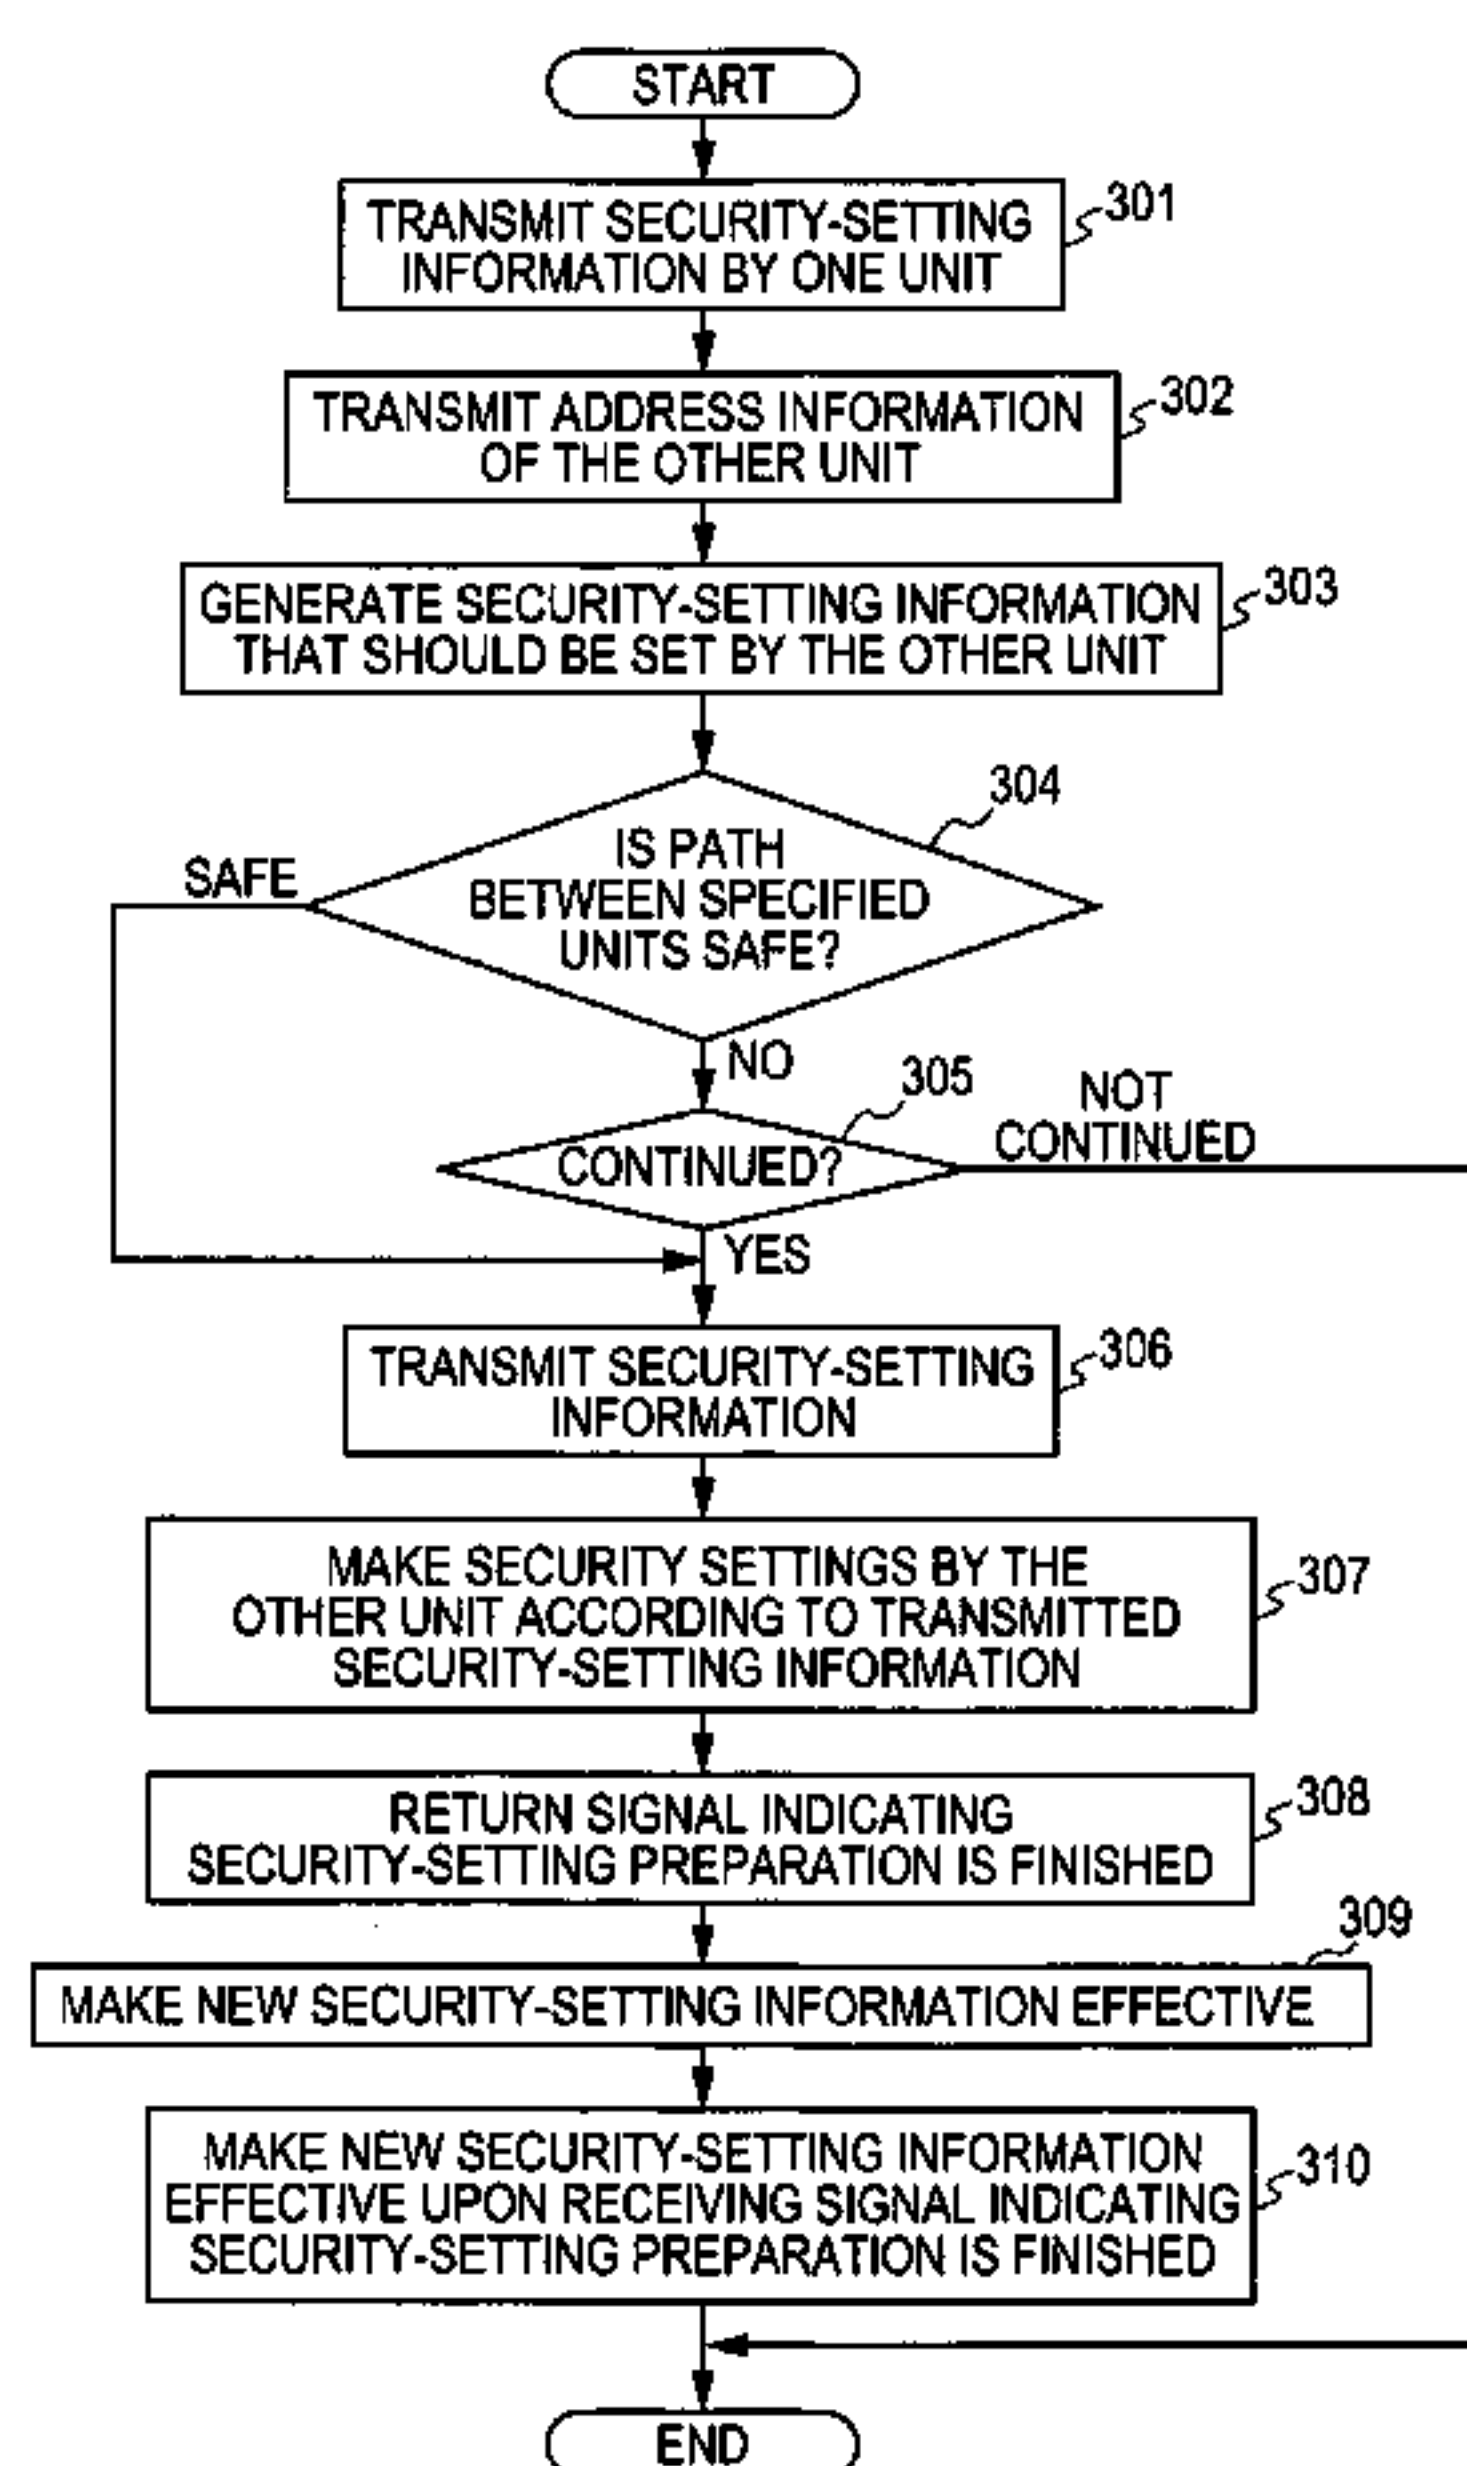 START
TRANSMIT SECURITY-SETTING
INFORMATION BY ONE UNIT
301
TRANSMIT ADDRESS INFORMATION
OF THE OTHER UNIT
302
GENERATE SECURITY-SETTING INFORMATION
THAT SHOULD BE SET BY THE OTHER UNIT
303
304
IS PATH
BETWEEN SPECIFIED
UNITS SAFE?
SAFE
NO
305
CONTINUED?
NOT
CONTINUED
YES
TRANSMIT SECURITY-SETTING
INFORMATION
306
MAKE SECURITY SETTINGS BY THE
OTHER UNIT ACCORDING TO TRANSMITTED
SECURITY-SETTING INFORMATION
307
RETURN SIGNAL INDICATING
SECURITY-SETTING PREPARATION IS FINISHED
308
309
MAKE NEW SECURITY-SETTING INFORMATION EFFECTIVE
MAKE NEW SECURITY-SETTING INFORMATION
EFFECTIVE UPON RECEIVING SIGNAL INDICATING
SECURITY-SETTING PREPARATION IS FINISHED
310
END